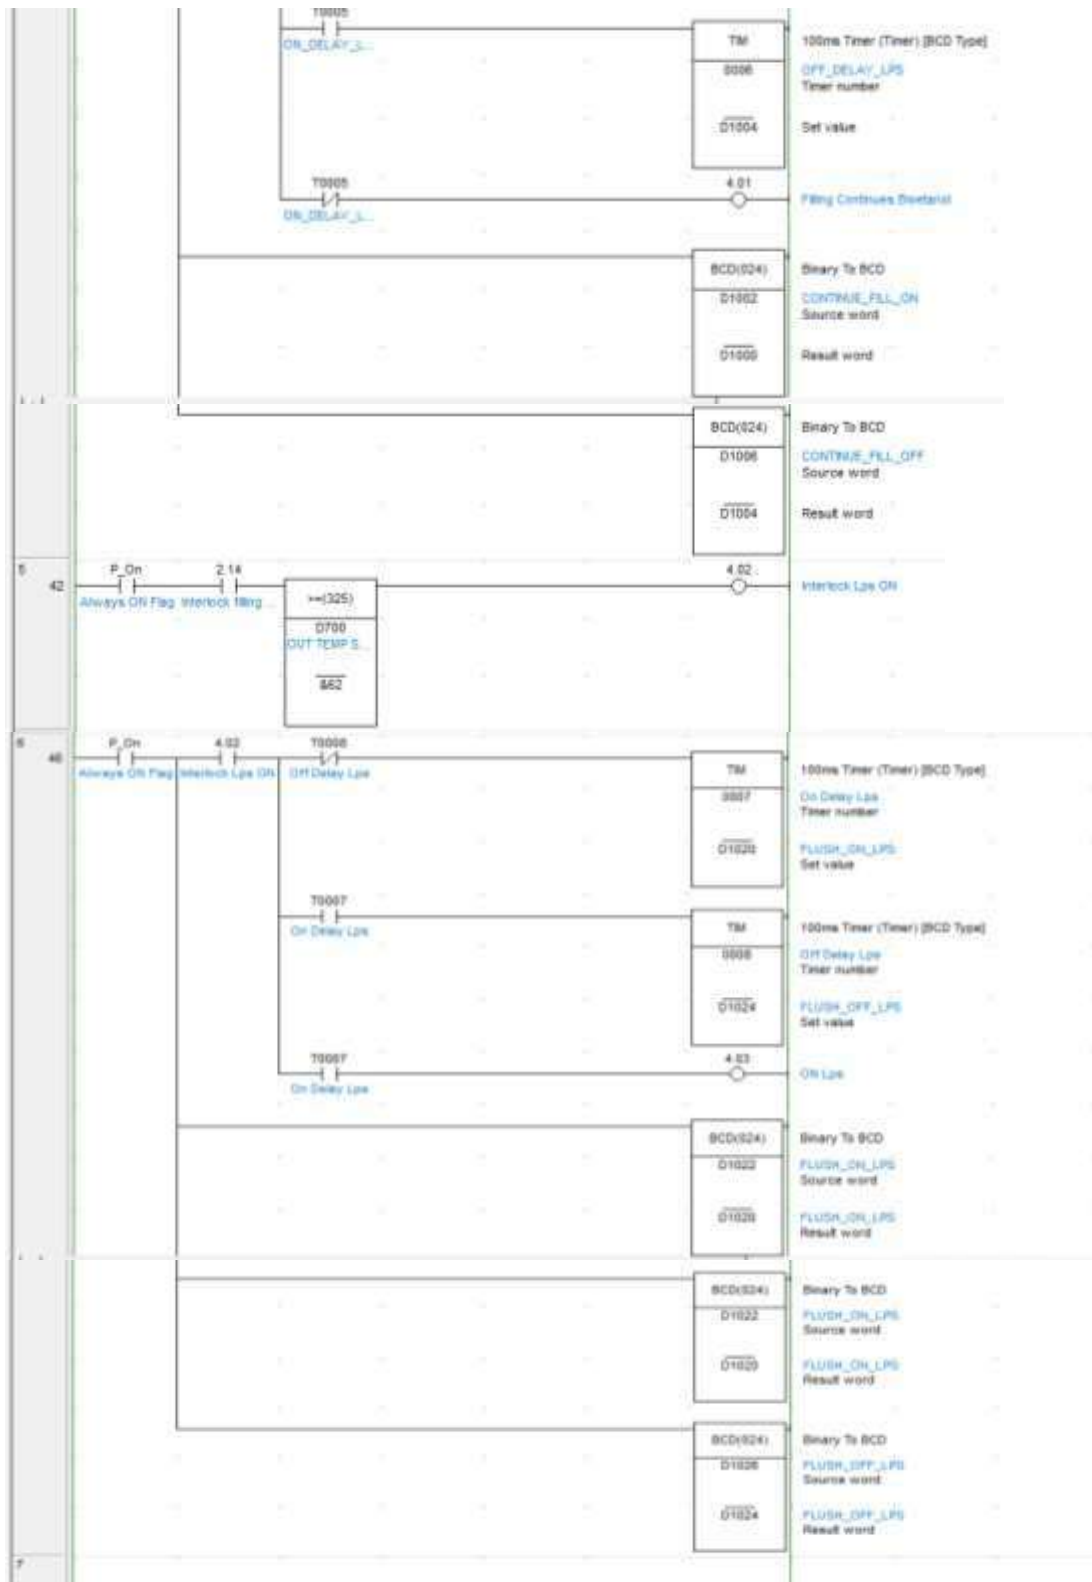 T0005
ON_DELAY_L...
TIM
100ms Timer (Timer) [BCD Type]
0006
OFF_DELAY_LPS
Timer number
D1004
Set value
T0005
ON_DELAY_L...
4.01
Filling Continues
BCD(024)
Binary To BCD
D1002
CONTINUE_FILL_ON
Source word
D1000
Result word
BCD(024)
Binary To BCD
D1006
CONTINUE_FILL_OFF
Source word
D1004
Result word
5
42
P_On
2.14
4.02
Always ON Flag
Interlock filling ...
Interlock Lps ON
>=(325)
D700
OUT TEMP S...
&62
6
46
P_On
4.02
T0008
Always ON Flag
Interlock Lps ON
Off Delay Lps
TIM
100ms Timer (Timer) [BCD Type]
0007
On Delay Lps
Timer number
D1020
FLUSH_ON_LPS
Set value
T0007
On Delay Lps
TIM
100ms Timer (Timer) [BCD Type]
0008
Off Delay Lps
Timer number
D1024
FLUSH_OFF_LPS
Set value
T0007
On Delay Lps
4.03
ON Lps
BCD(024)
Binary To BCD
D1022
FLUSH_ON_LPS
Source word
D1020
FLUSH_ON_LPS
Result word
BCD(024)
Binary To BCD
D1022
FLUSH_ON_LPS
Source word
D1020
FLUSH_ON_LPS
Result word
BCD(024)
Binary To BCD
D1026
FLUSH_OFF_LPS
Source word
D1024
FLUSH_OFF_LPS
Result word
7